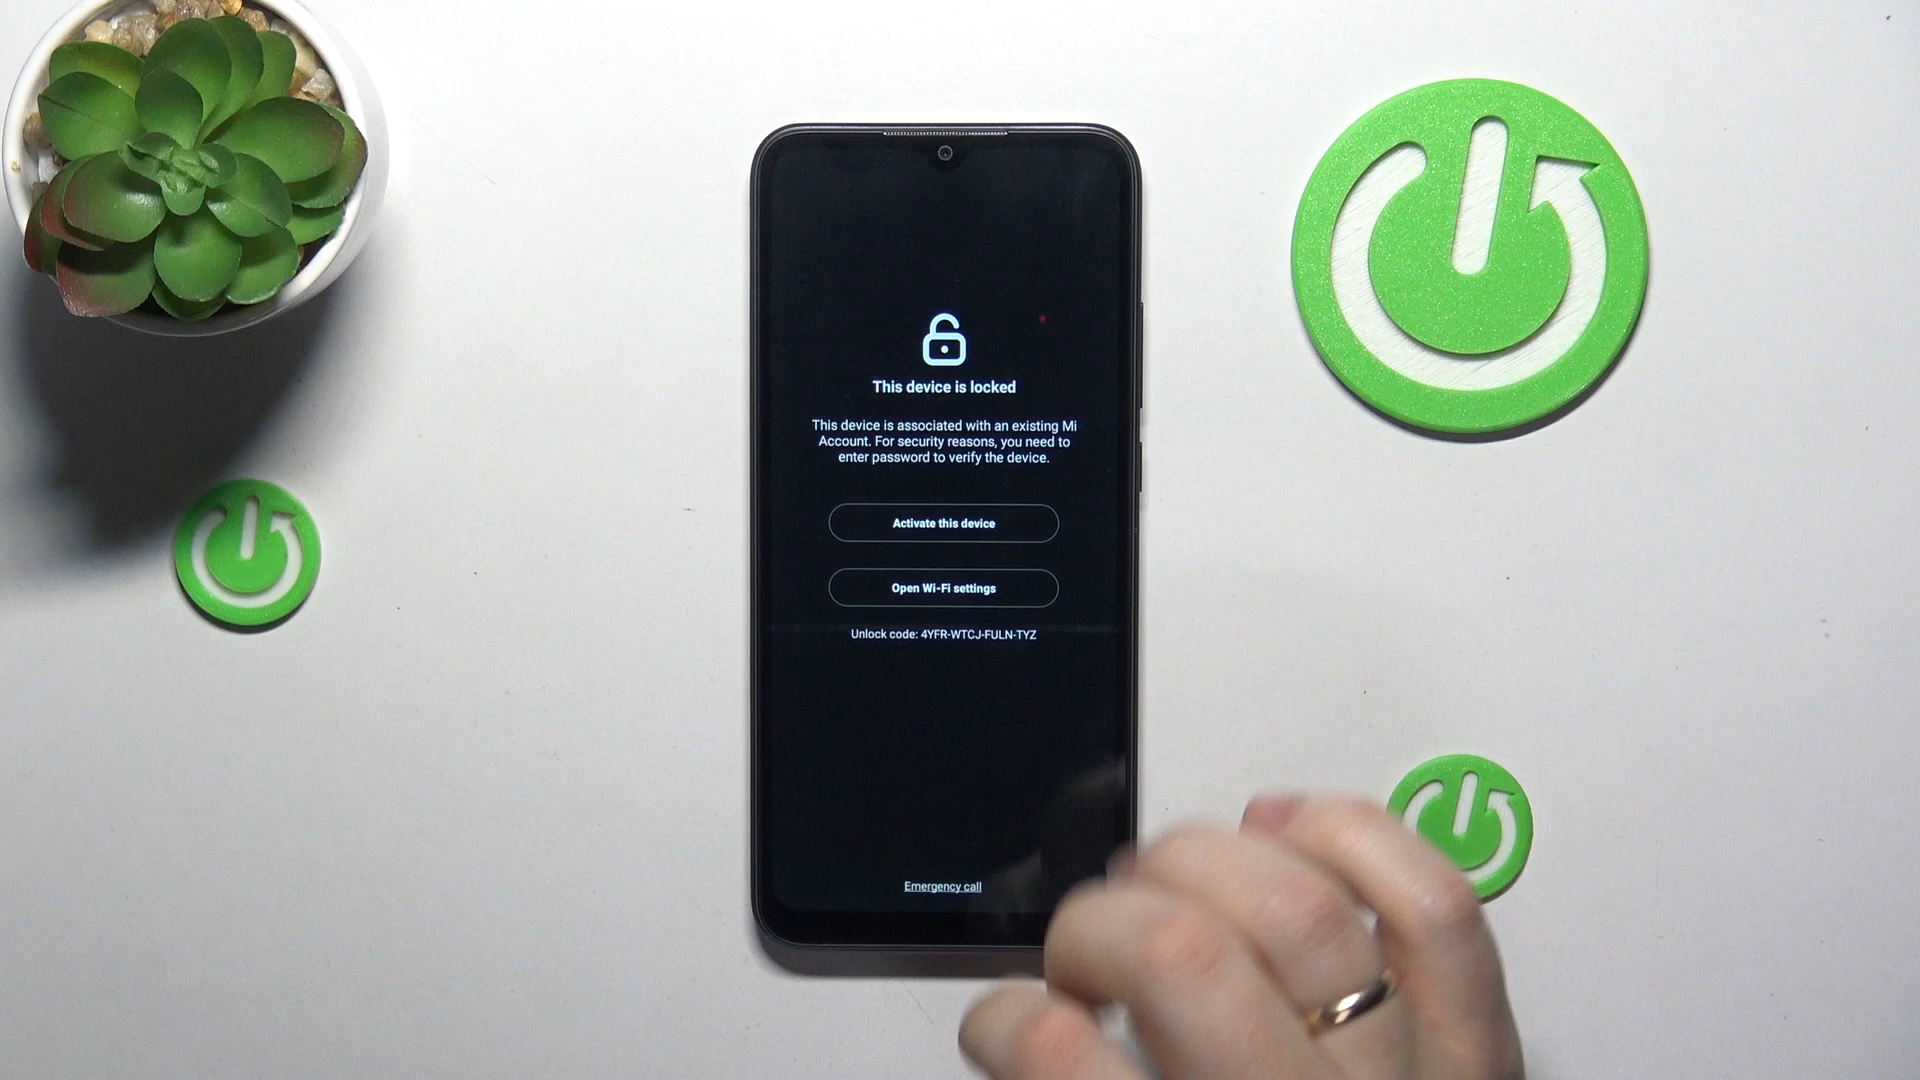 This device is locked
This device is associated with an existing Mi
Account. For security reasons, you need to
enter password to verify the device.
Activate this device
Open Wi-Fi settings
Unlock code: 4YFR-WTCJ-FULN-TYZ
Emergency call